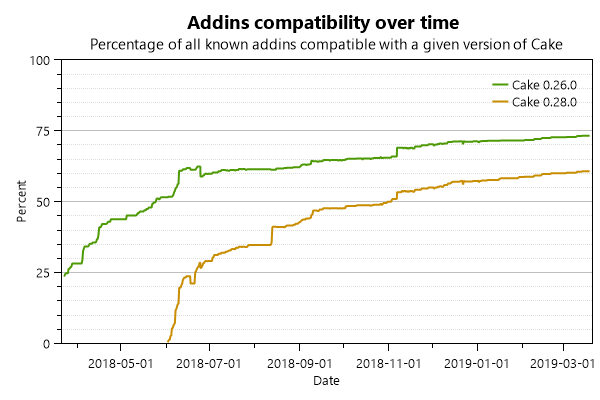 Addins compatibility over time
Percentage of all known addins compatible with a given version of Cake
100
Cake 0.26.0
Cake 0.28.0
75
50
25
0
Percent
2018-05-01 2018-07-01 2018-09-01 2018-11-01 2019-01-01 2019-03-01
Date